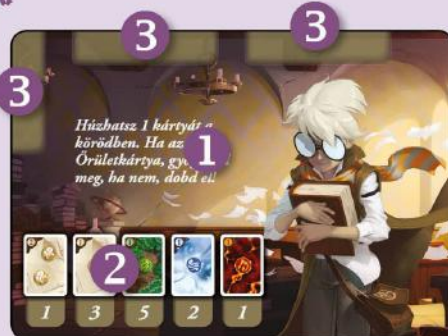 3
3
3
Húzhatsz 1 kártyát a
körödben. Ha az
1
Őrületkártya,
meg, ha nem, dobd el!
2
1 3 5 2 1